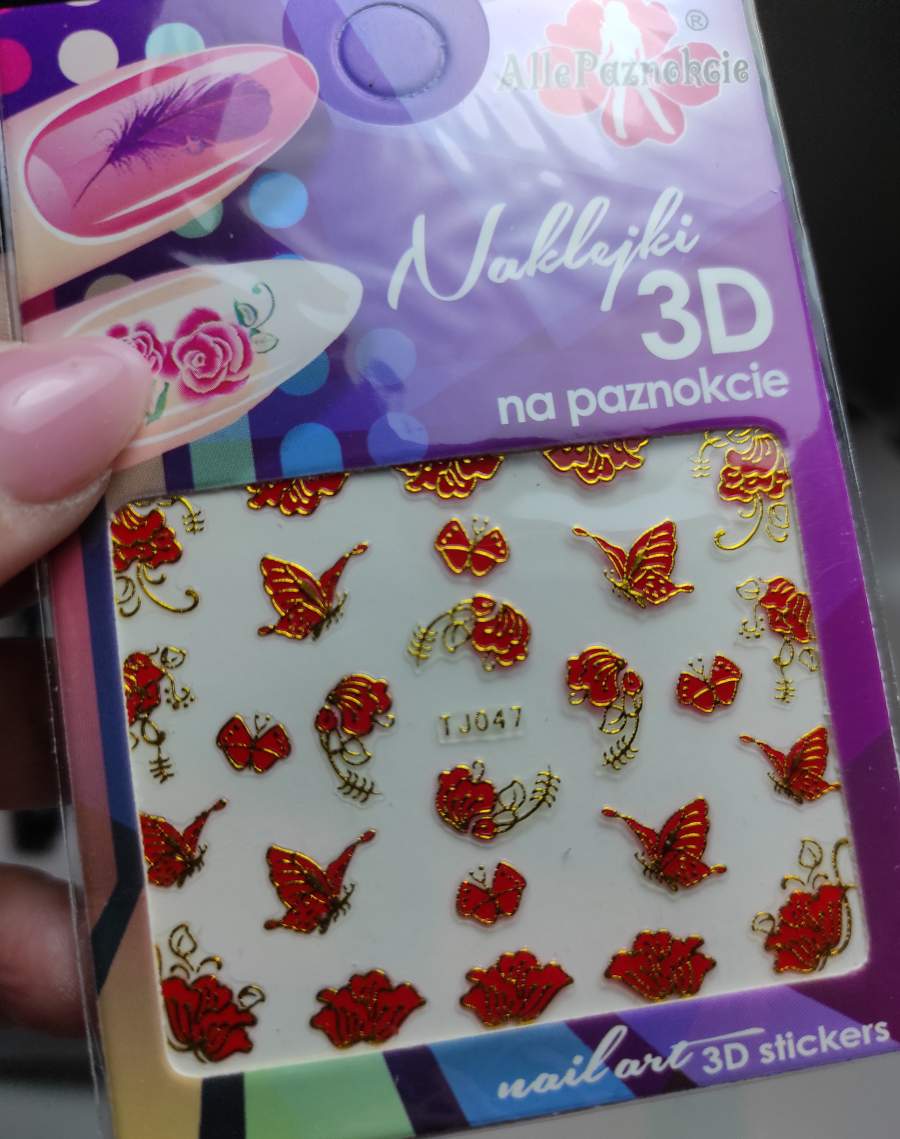 ®
AllePaznokcie
Naklejki
3D
na paznokcie
TJ047
nail art 3D stickers